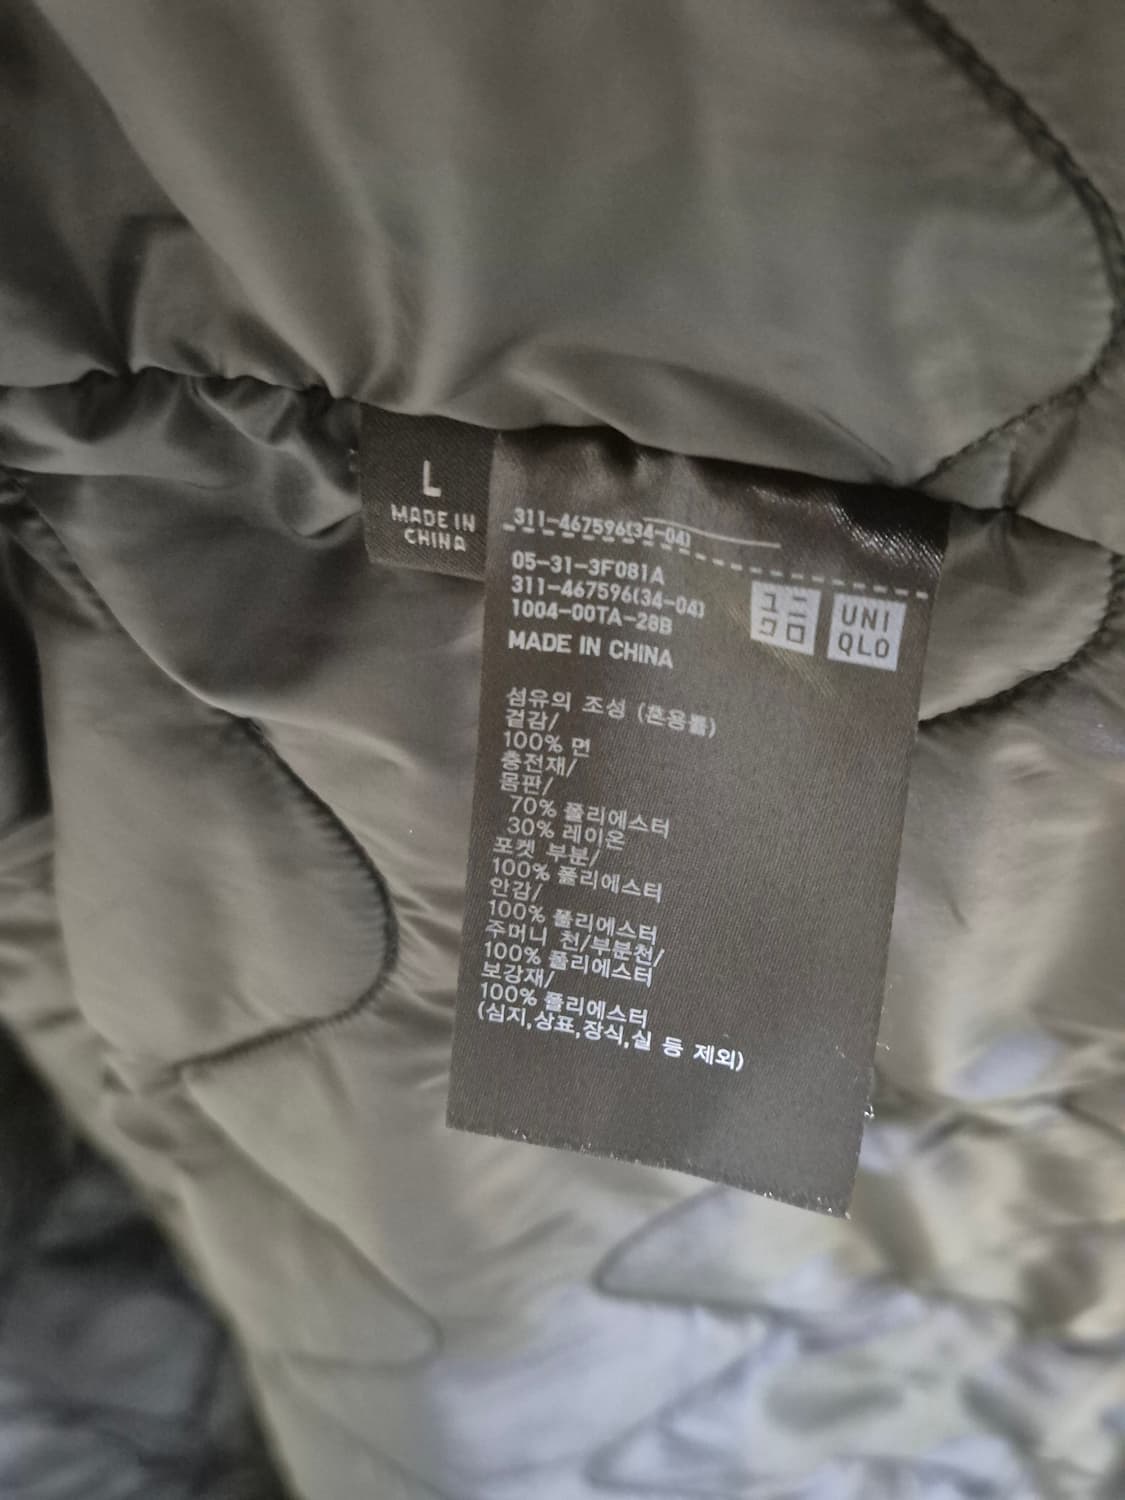 L
MADE IN
CHINA
311-467596(34-04)
05-31-3F081A
311-467596(34-04)
1004-00TA-28B
MADE IN CHINA
ユニ
クロ
UNI
QLO
섬유의 조성 (혼용률)
겉감/
100% 면
충전재/
몸판/
70% 폴리에스터
30% 레이온
포켓 부분/
100% 폴리에스터
안감/
100% 폴리에스터
주머니 천/부분천/
100% 폴리에스터
보강재/
100% 폴리에스터
(심지,상표,장식,실 등 제외)